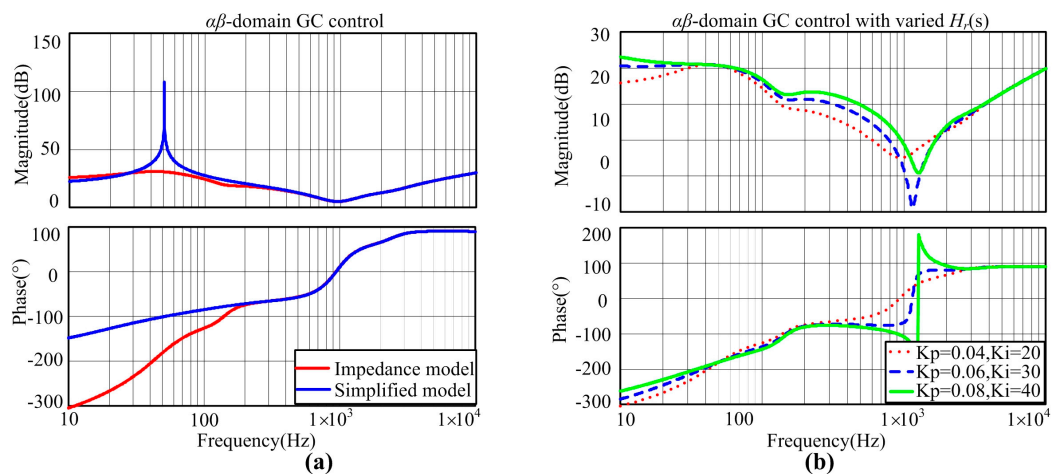 αβ-domain GC control
150
100
50
0
Magnitude(dB)
100
0
-100
-200
-300
Phase(°)
Impedance model
Simplified model
10
100
1×10³
1×10⁴
Frequency(Hz)
(a)
αβ-domain GC control with varied Hᵣ(s)
30
20
0
-10
Magnitude(dB)
200
100
0
-100
-200
-300
Phase(°)
Kp=0.04,Ki=20
Kp=0.06,Ki=30
Kp=0.08,Ki=40
10
100
1×10³
1×10⁴
Frequency(Hz)
(b)